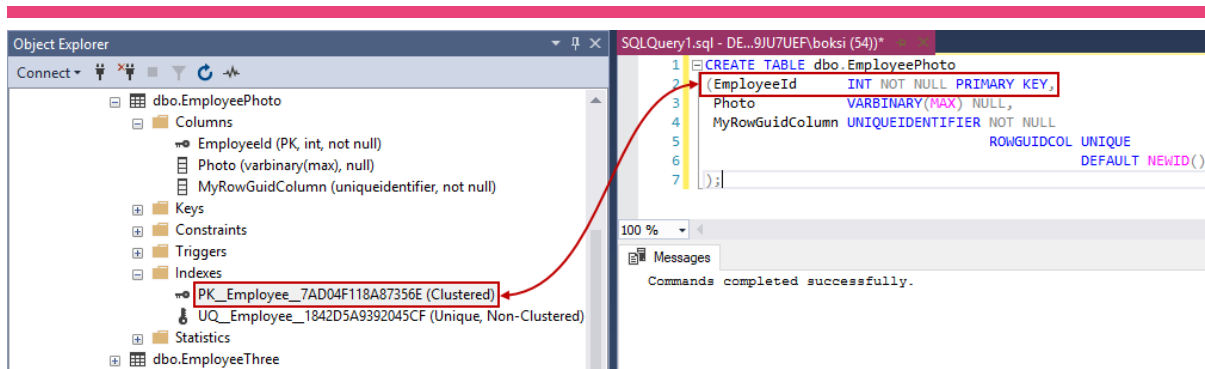 Object Explorer
Connect
dbo.EmployeePhoto
Columns
EmployeeId (PK, int, not null)
Photo (varbinary(max), null)
MyRowGuidColumn (uniqueidentifier, not null)
Keys
Constraints
Triggers
Indexes
PK__Employee__7AD04F118A87356E (Clustered)
UQ__Employee__1842D5A9392045CF (Unique, Non-Clustered)
Statistics
dbo.EmployeeThree
SQLQuery1.sql - DE...9JU7UEF\boksi (54))*
1 CREATE TABLE dbo.EmployeePhoto
2 (EmployeeId INT NOT NULL PRIMARY KEY,
3 Photo VARBINARY(MAX) NULL,
4 MyRowGuidColumn UNIQUEIDENTIFIER NOT NULL
5 ROWGUIDCOL UNIQUE
6 DEFAULT NEWID()
7 );
100 %
Messages
Commands completed successfully.